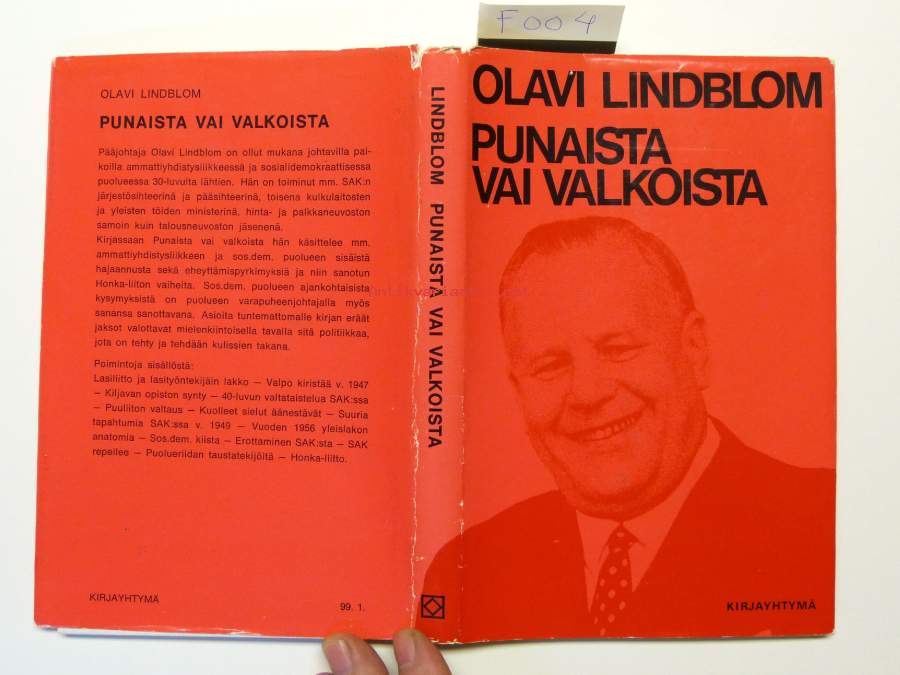 F 004
OLAVI LINDBLOM
PUNAISTA VAI VALKOISTA
Pääjohtaja Olavi Lindblom on ollut mukana johtavilla pai-
koilla ammattiyhdistysliikkeessä ja sosialidemokraattisessa
puolueessa 30-luvulta lähtien. Hän on toiminut mm. SAK:n
järjestösihteerinä ja pääsihteerinä, toisena kulkulaitosten
ja yleisten töiden ministerinä, hinta- ja palkkaneuvoston
samoin kuin talousneuvoston jäsenenä.
Kirjassaan Punaista vai valkoista hän käsittelee mm.
ammattiyhdistysliikkeen ja sos.dem. puolueen sisäistä
hajaannusta sekä eheyttämispyrkimyksiä ja niin sanotun
Honka-liiton vaiheita. Sos.dem. puolueen ajankohtaisista
kysymyksistä on puolueen varapuheenjohtajalla myös
sanansa sanottavana. Asioita tuntemattomalle kirjan eräät
jaksot valottavat mielenkiintoisella tavalla sitä politiikkaa,
jota on tehty ja tehdään kulissien takana.
Poimintoja sisällöstä:
Lasiliitto ja lasityöntekijäin lakko — Valpo kiristää v. 1947
— Kiljavan opiston synty — 40-luvun valtataistelua SAK:ssa
— Puuliiton valtaus — Kuolleet sielut äänestävät — Suuria
tapahtumia SAK:ssa v. 1949 — Vuoden 1956 yleislakon
anatomia — Sos.dem. kiista — Erottaminen SAK:sta — SAK
repeilee — Puolueriidan taustatekijöitä — Honka-liitto.
KIRJAYHTYMÄ
99. 1.
LINDBLOM PUNAISTA VAI VALKOISTA
OLAVI LINDBLOM
PUNAISTA
VAI VALKOISTA
KIRJAYHTYMÄ